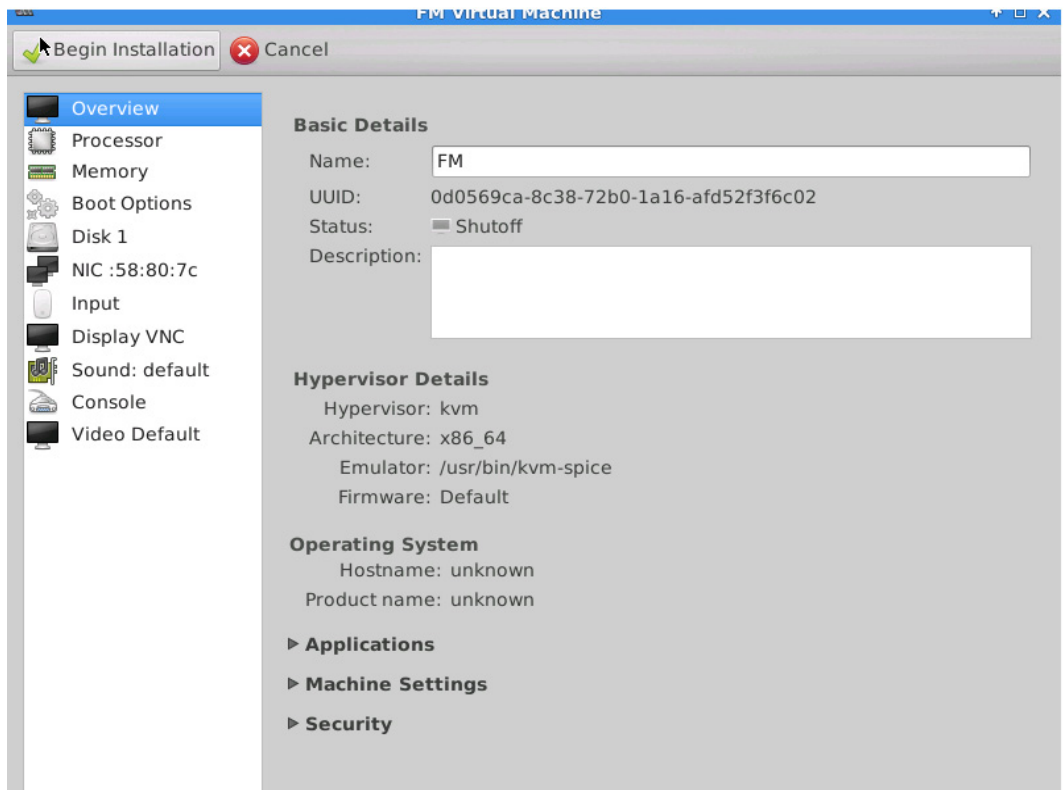 FM Virtual Machine
Begin Installation Cancel
Overview
Processor
Memory
Boot Options
Disk 1
NIC :58:80:7c
Input
Display VNC
Sound: default
Console
Video Default
Basic Details
Name: FM
UUID: 0d0569ca-8c38-72b0-1a16-afd52f3f6c02
Status: Shutoff
Description:
Hypervisor Details
Hypervisor: kvm
Architecture: x86_64
Emulator: /usr/bin/kvm-spice
Firmware: Default
Operating System
Hostname: unknown
Product name: unknown
Applications
Machine Settings
Security